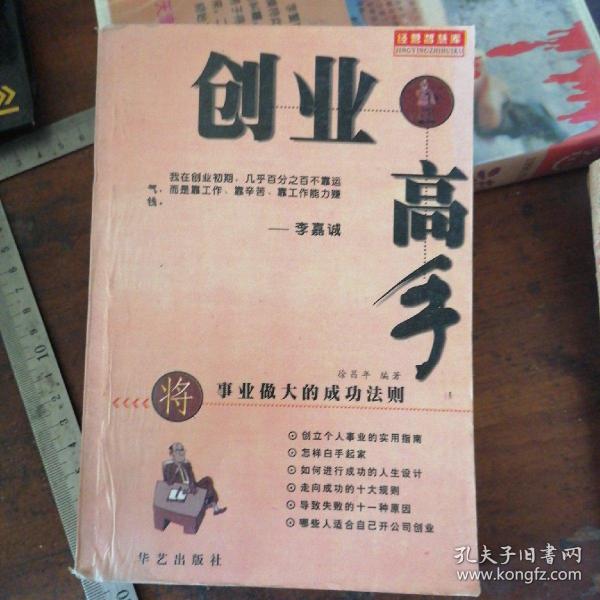 经营智慧库
JINGYINGZHIHUIKU
创业
高手
我在创业初期，几乎百分之百不靠运
气，而是靠工作、靠辛苦、靠工作能力赚
钱。
——李嘉诚
徐昌年 编著
将 事业做大的成功法则
创立个人事业的实用指南
怎样白手起家
如何进行成功的人生设计
走向成功的十大规则
导致失败的十一种原因
哪些人适合自己开公司创业
华艺出版社
孔夫子旧书网
www.kongfz.com